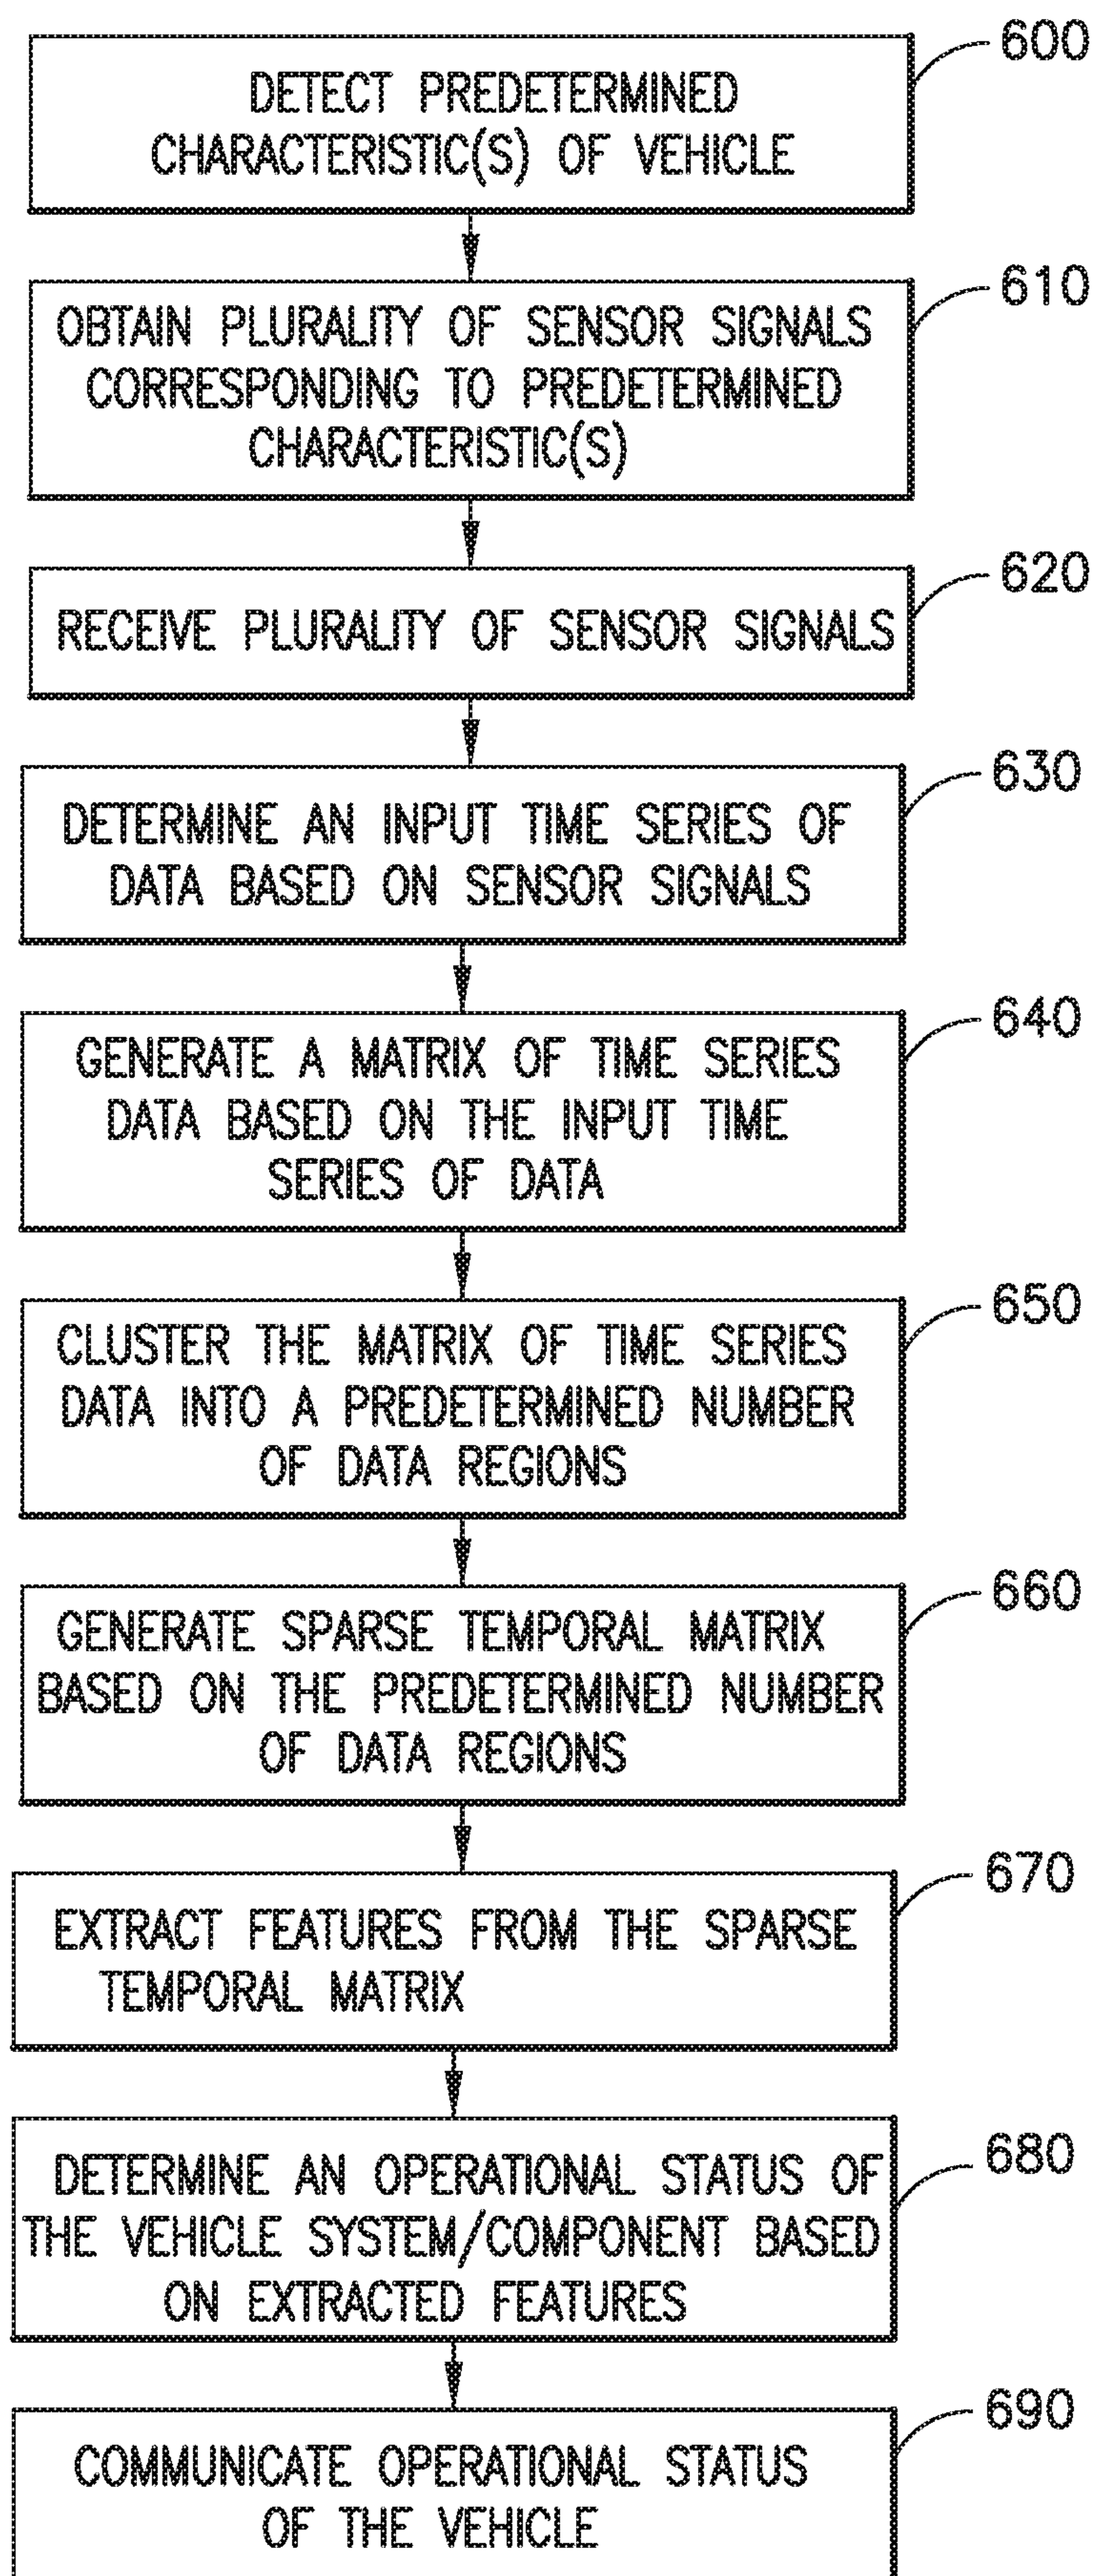 600
DETECT PREDETERMINED
CHARACTERISTIC(S) OF VEHICLE
610
OBTAIN PLURALITY OF SENSOR SIGNALS
CORRESPONDING TO PREDETERMINED
CHARACTERISTIC(S)
620
RECEIVE PLURALITY OF SENSOR SIGNALS
630
DETERMINE AN INPUT TIME SERIES OF
DATA BASED ON SENSOR SIGNALS
640
GENERATE A MATRIX OF TIME SERIES
DATA BASED ON THE INPUT TIME
SERIES OF DATA
650
CLUSTER THE MATRIX OF TIME SERIES
DATA INTO A PREDETERMINED NUMBER
OF DATA REGIONS
660
GENERATE SPARSE TEMPORAL MATRIX
BASED ON THE PREDETERMINED NUMBER
OF DATA REGIONS
670
EXTRACT FEATURES FROM THE SPARSE
TEMPORAL MATRIX
680
DETERMINE AN OPERATIONAL STATUS OF
THE VEHICLE SYSTEM/COMPONENT BASED
ON EXTRACTED FEATURES
690
COMMUNICATE OPERATIONAL STATUS
OF THE VEHICLE